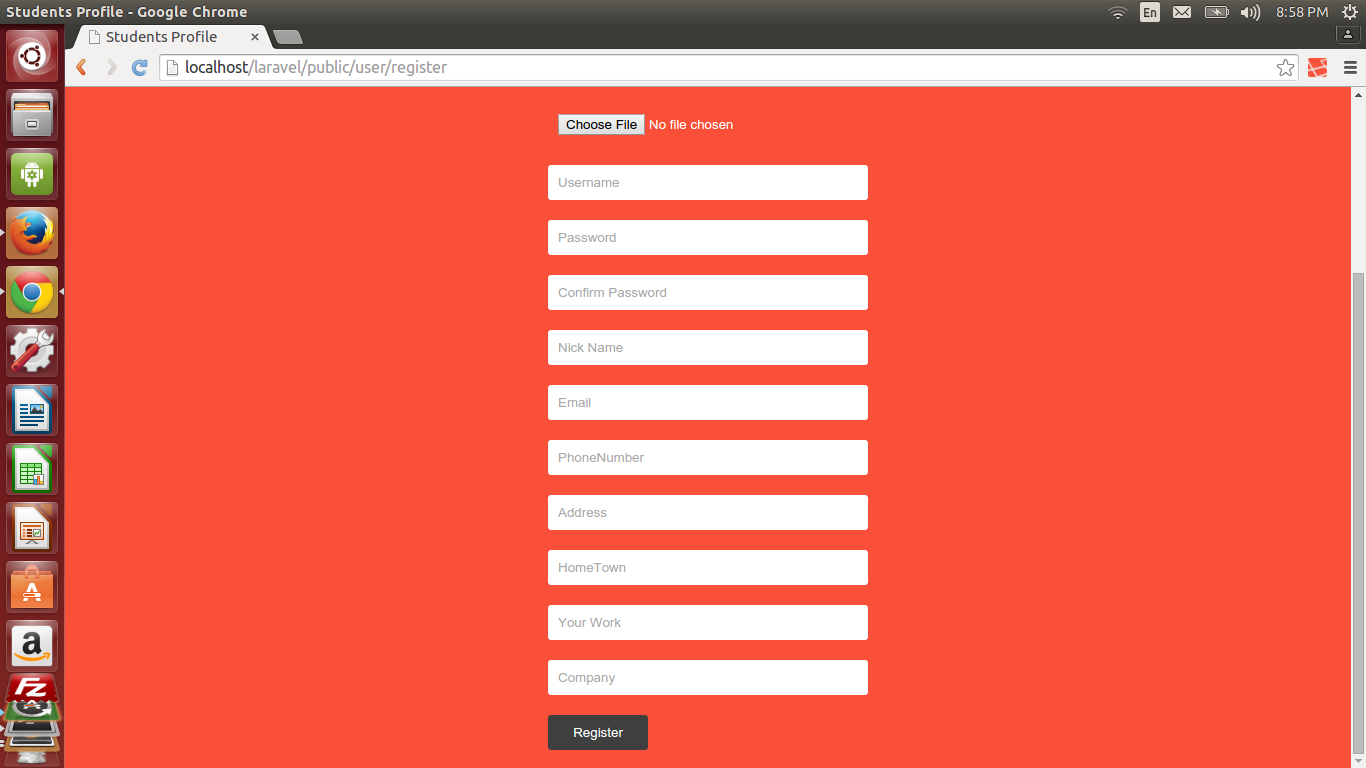 Students Profile - Google Chrome
En
8:58 PM
Students Profile
localhost/laravel/public/user/register
Choose File No file chosen
Username
Password
Confirm Password
Nick Name
Email
PhoneNumber
Address
HomeTown
Your Work
Company
Register
a
Fz